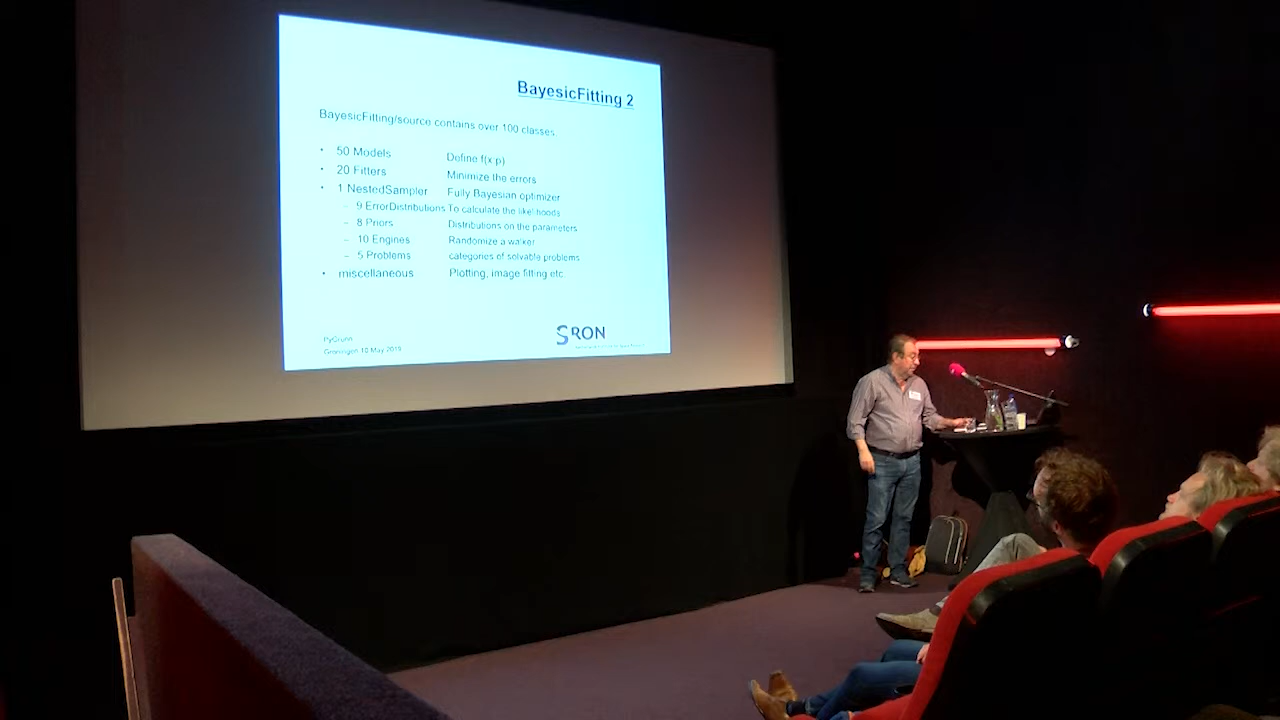 BayesicFitting 2
BayesicFitting/source contains over 100 classes
• 50 Models Define f(x p)
• 20 Fitters Minimize the errors
• 1 NestedSampler Fully Bayesian optimizer
– 9 ErrorDistributions To calculate the likelihoods
– 8 Priors Distributions on the parameters
– 10 Engines Randomize a walker
– 5 Problems categories of solvable problems
• miscellaneous Plotting, image fitting etc.
PyGrunn
Groningen 10 May 2019
SRON